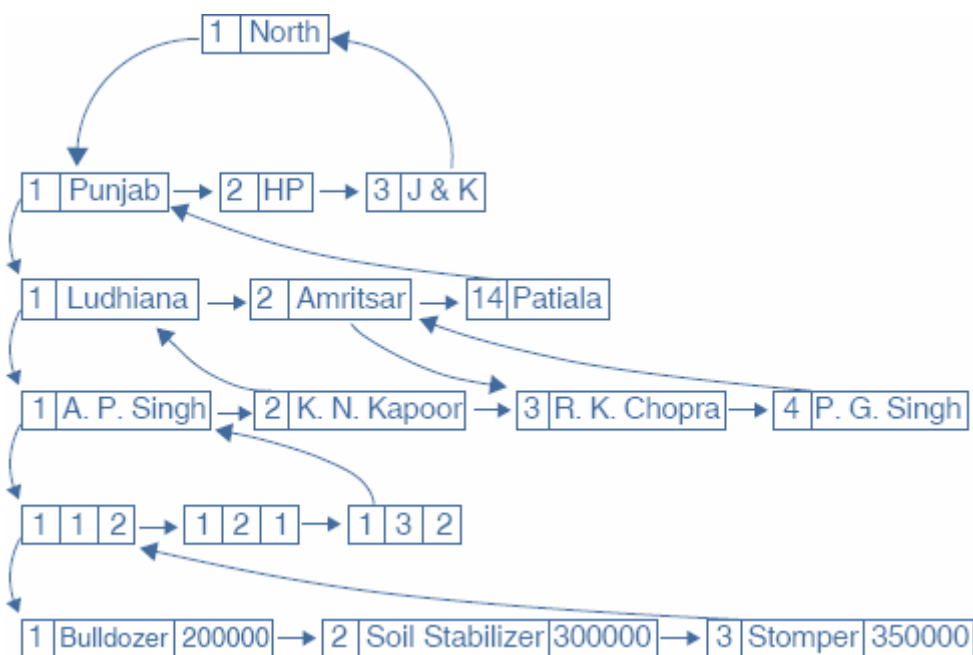 1 North
1 Punjab 2 HP 3 J & K
1 Ludhiana 2 Amritsar 14 Patiala
1 A. P. Singh 2 K. N. Kapoor 3 R. K. Chopra 4 P. G. Singh
1 1 2 1 2 1 1 3 2
1 Bulldozer 200000 2 Soil Stabilizer 300000 3 Stomper 350000